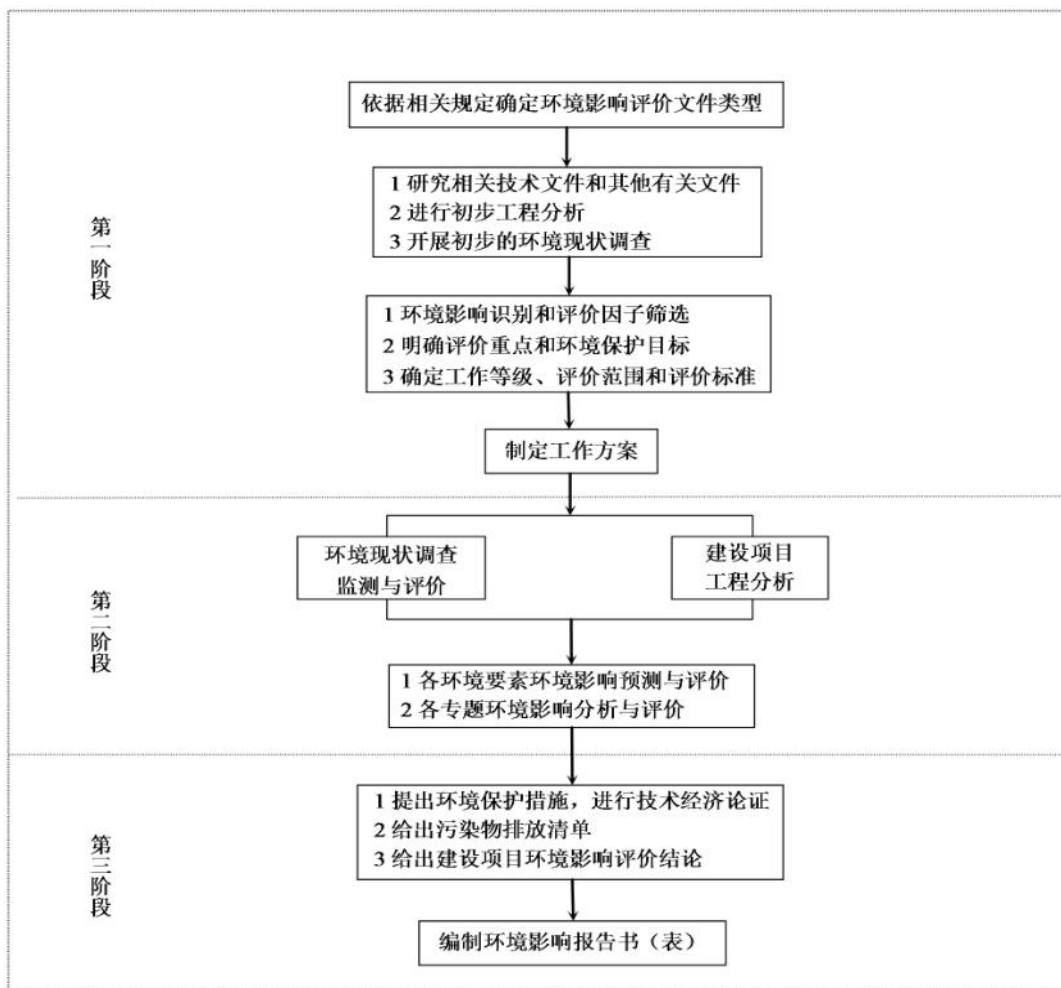 依据相关规定确定环境影响评价文件类型
1 研究相关技术文件和其他有关文件
2 进行初步工程分析
3 开展初步的环境现状调查
第一阶段
1 环境影响识别和评价因子筛选
2 明确评价重点和环境保护目标
3 确定工作等级、评价范围和评价标准
制定工作方案
环境现状调查
监测与评价
建设项目
工程分析
第二阶段
1 各环境要素环境影响预测与评价
2 各专题环境影响分析与评价
1 提出环境保护措施，进行技术经济论证
2 给出污染物排放清单
3 给出建设项目环境影响评价结论
第三阶段
编制环境影响报告书（表）